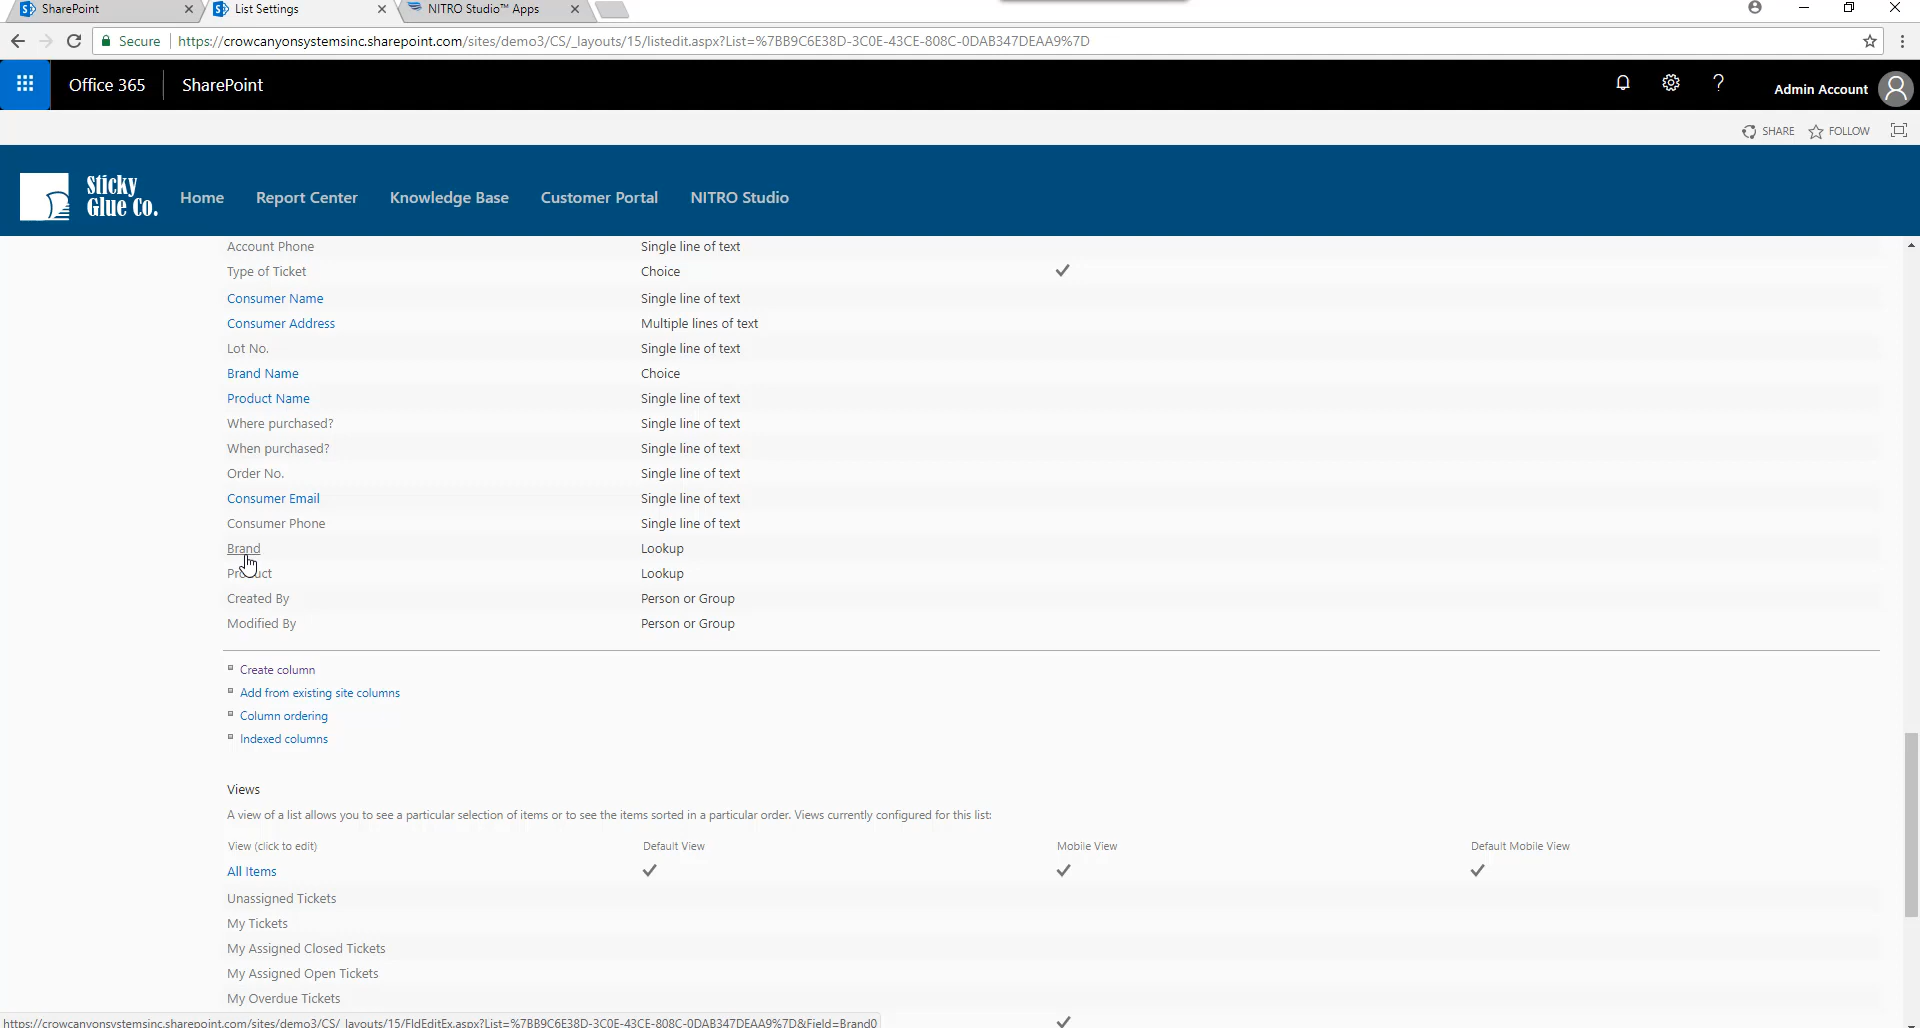 SharePoint
List Settings
NITRO Studio™ Apps
Secure
https://crowcanyonsystemsinc.sharepoint.com/sites/demo3/CS/_layouts/15/listedit.aspx?List=%7BB9C6E38D-3C0E-43CE-808C-0DAB347DEAA9%7D
Office 365
SharePoint
Admin Account
SHARE
FOLLOW
Sticky
Glue Co.
Home
Report Center
Knowledge Base
Customer Portal
NITRO Studio
Account Phone Single line of text
Type of Ticket Choice
Consumer Name Single line of text
Consumer Address Multiple lines of text
Lot No. Single line of text
Brand Name Choice
Product Name Single line of text
Where purchased? Single line of text
When purchased? Single line of text
Order No. Single line of text
Consumer Email Single line of text
Consumer Phone Single line of text
Brand Lookup
Product Lookup
Created By Person or Group
Modified By Person or Group
Create column
Add from existing site columns
Column ordering
Indexed columns
Views
A view of a list allows you to see a particular selection of items or to see the items sorted in a particular order. Views currently configured for this list:
View (click to edit) Default View Mobile View Default Mobile View
All Items
Unassigned Tickets
My Tickets
My Assigned Closed Tickets
My Assigned Open Tickets
My Overdue Tickets
https://crowcanyonsystemsinc.sharepoint.com/sites/demo3/CS/_layouts/15/FldEditEx.aspx?List=%7BB9C6E38D-3C0E-43CE-808C-0DAB347DEAA9%7D&Field=Brand0